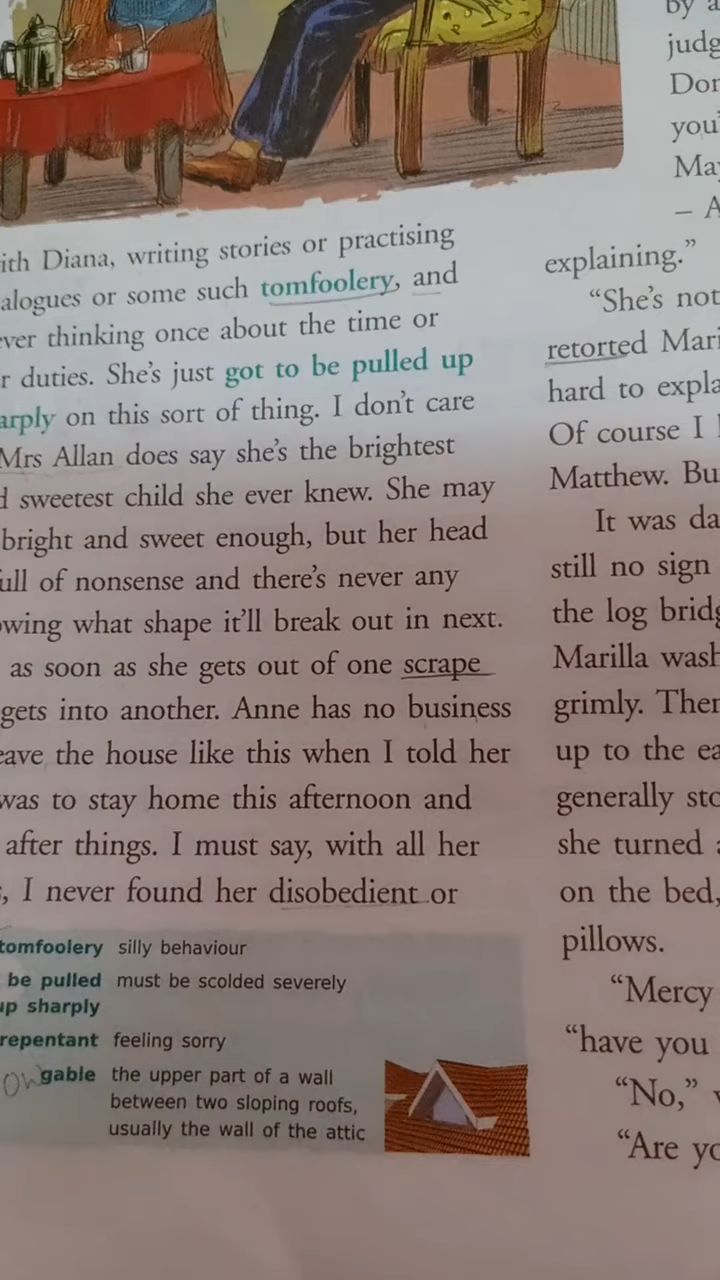 ith Diana, writing stories or practising
alogues or some such tomfoolery, and
ver thinking once about the time or
r duties. She's just got to be pulled up
arply on this sort of thing. I don't care
Mrs Allan does say she's the brightest
d sweetest child she ever knew. She may
bright and sweet enough, but her head
ull of nonsense and there's never any
owing what shape it'll break out in next.
as soon as she gets out of one scrape
gets into another. Anne has no business
eave the house like this when I told her
was to stay home this afternoon and
after things. I must say, with all her
s, I never found her disobedient or
tomfoolery silly behaviour
be pulled must be scolded severely
up sharply
repentant feeling sorry
gable the upper part of a wall
between two sloping roofs,
usually the wall of the attic
by a
judg
Don
you'
May
– A
explaining."
"She's not
retorted Mari
hard to expla
Of course I
Matthew. Bu
It was da
still no sign
the log bridg
Marilla wash
grimly. Ther
up to the ea
generally sto
she turned
on the bed,
pillows.
"Mercy
"have you
"No,"
"Are yo